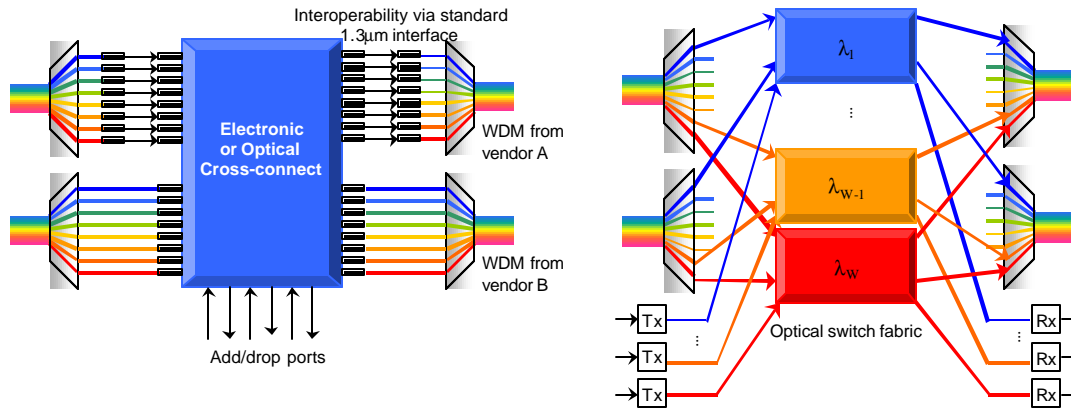 Interoperability via standard
1.3μm interface
Electronic
or Optical
Cross-connect
WDM from
vendor A
WDM from
vendor B
Add/drop ports
λ1
...
λW-1
λW
Optical switch fabric
Tx
...
Tx
Tx
Rx
...
Rx
Rx